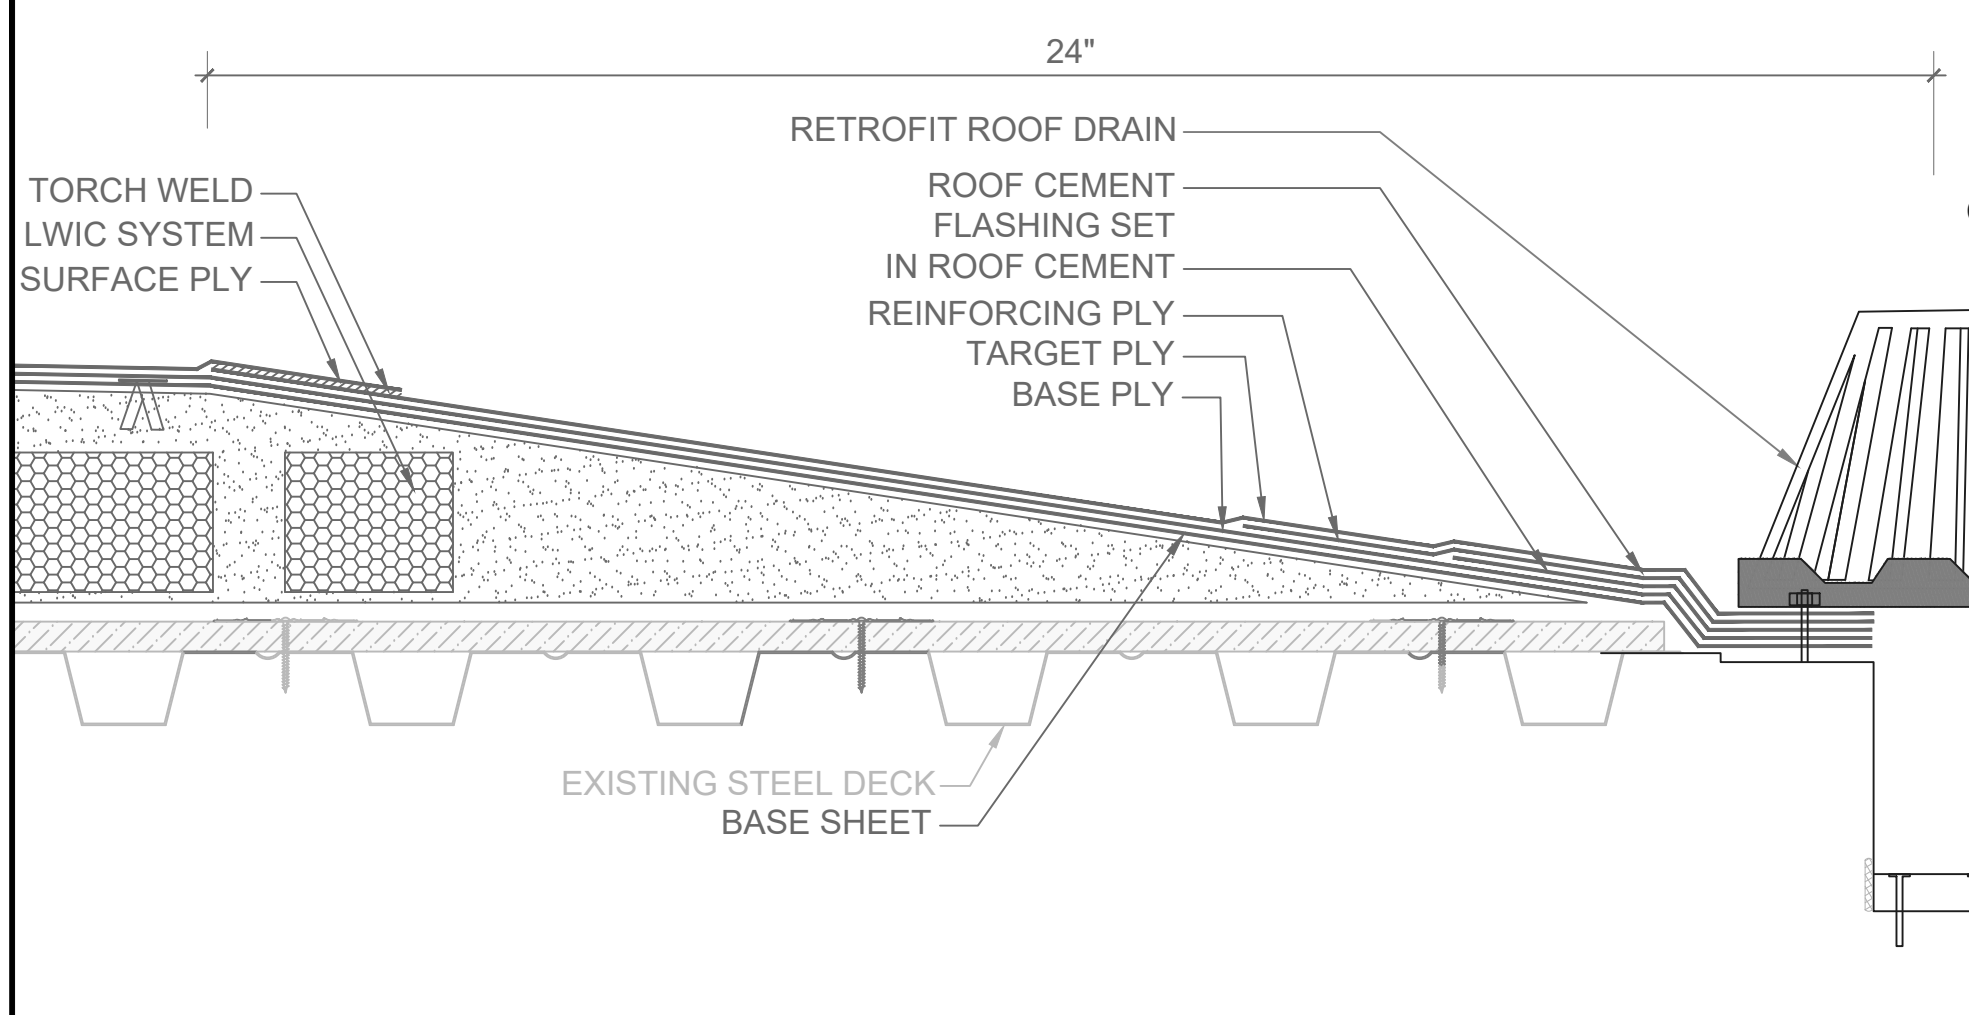 24"
RETROFIT ROOF DRAIN
ROOF CEMENT
FLASHING SET
IN ROOF CEMENT
REINFORCING PLY
TARGET PLY
BASE PLY
TORCH WELD
LWIC SYSTEM
SURFACE PLY
EXISTING STEEL DECK
BASE SHEET